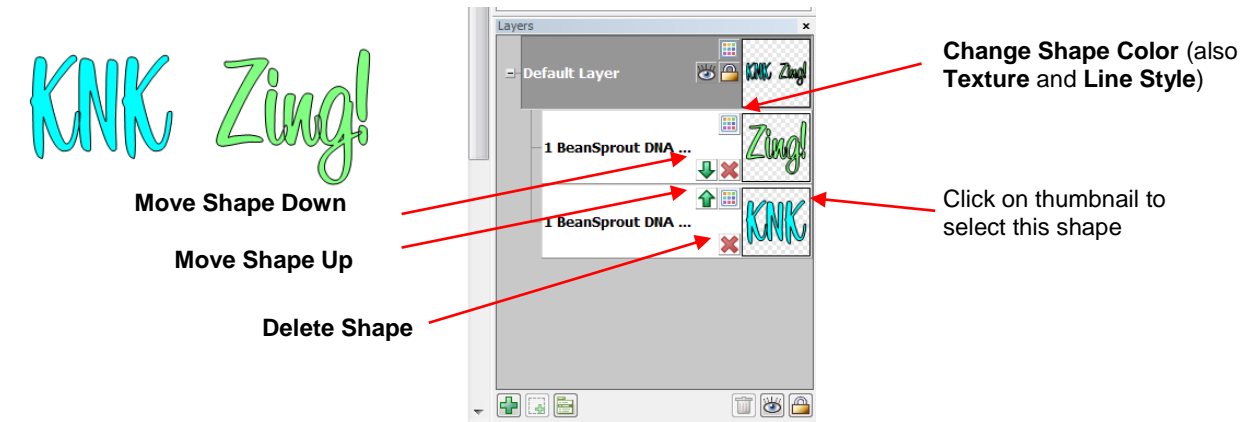 KNK Zing!
Layers
x
Default Layer
KNK Zing!
1 BeanSprout DNA ...
Zing!
1 BeanSprout DNA ...
KNK
Change Shape Color (also
Texture and Line Style)
Move Shape Down
Move Shape Up
Delete Shape
Click on thumbnail to
select this shape